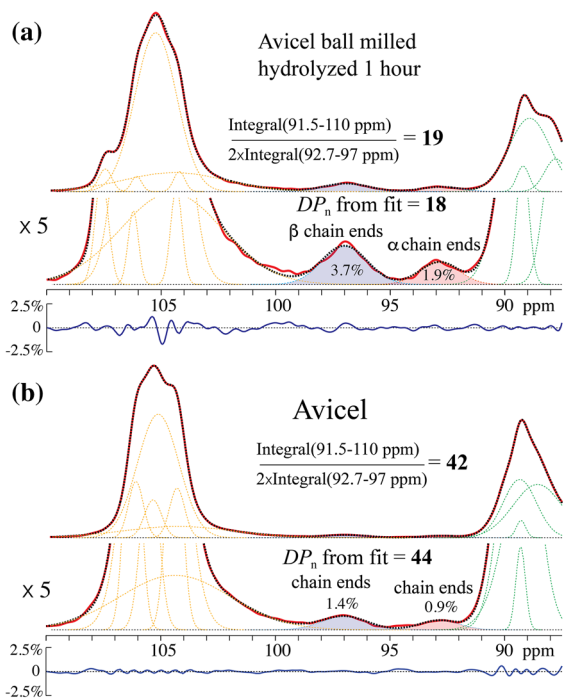 (a)
Avicel ball milled
hydrolyzed 1 hour
Integral(91.5-110 ppm)
2xIntegral(92.7-97 ppm) = 19
x 5
DPn from fit = 18
β chain ends
α chain ends
3.7%
1.9%
105 100 95 90 ppm
2.5%
0
-2.5%
(b)
Avicel
Integral(91.5-110 ppm)
2xIntegral(92.7-97 ppm) = 42
x 5
DPn from fit = 44
chain ends
chain ends
1.4%
0.9%
105 100 95 90 ppm
2.5%
0
-2.5%